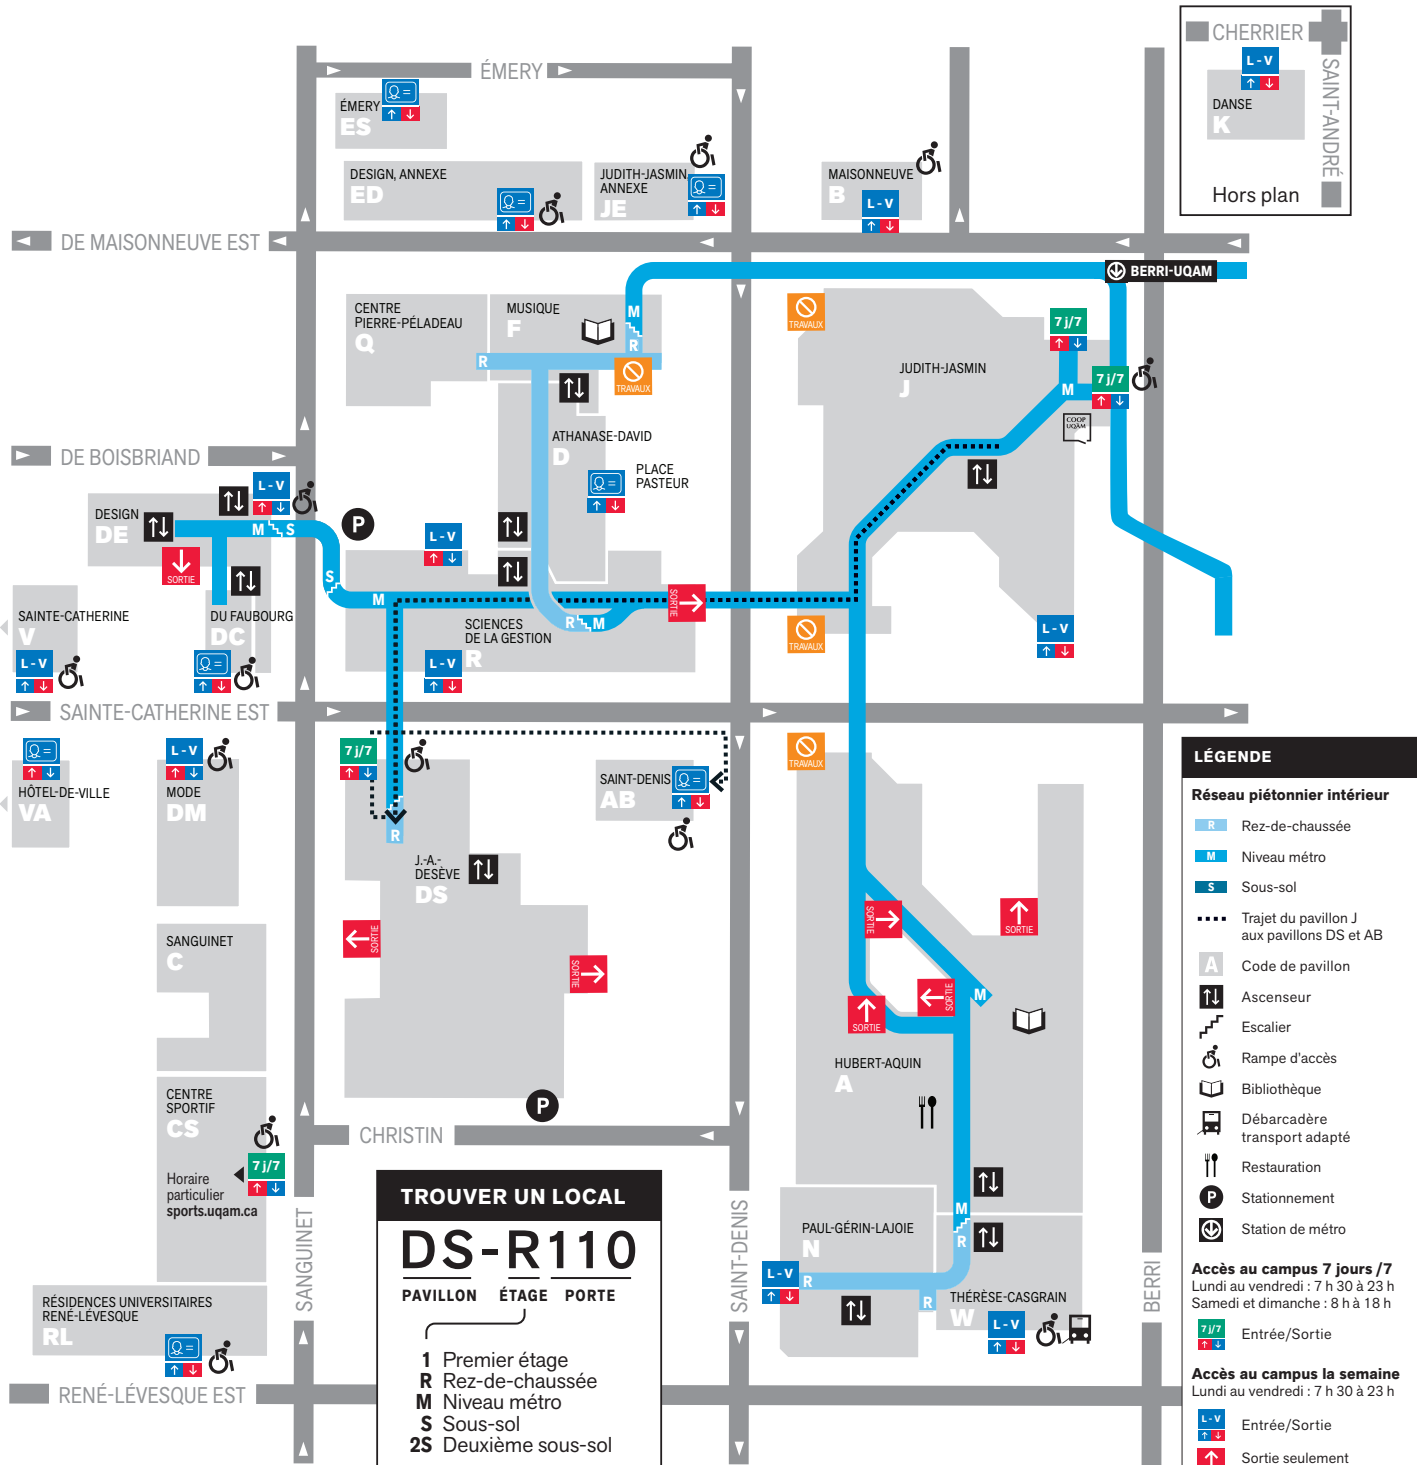 CHERRIER
L - V
DANSE
K
SAINT-ANDRÉ
Hors plan
ÉMERY
ÉMERY
ES
DESIGN, ANNEXE
ED
JUDITH-JASMIN
ANNEXE
JE
MAISONNEUVE
B
L - V
DE MAISONNEUVE EST
BERRI-UQAM
CENTRE
PIERRE-PÉLADEAU
Q
MUSIQUE
F
M
R
R
TRAVAUX
TRAVAUX
7 j/7
JUDITH-JASMIN
J
M
7 j/7
COOP
UQÀM
DE BOISBRIAND
ATHANASE-DAVID
D
PLACE
PASTEUR
L - V
DESIGN
DE
M
S
P
L - V
SORTIE
S
M
SORTIE
SAINTE-CATHERINE
V
L - V
DU FAUBOURG
DC
SCIENCES
DE LA GESTION
R
R
M
L - V
TRAVAUX
L - V
SAINTE-CATHERINE EST
HÔTEL-DE-VILLE
VA
L - V
MODE
DM
7 j/7
R
SAINT-DENIS
AB
TRAVAUX
J.-A.-
DESÈVE
DS
SORTIE
SORTIE
SANGUINET
C
SORTIE
SORTIE
SORTIE
SORTIE
M
HUBERT-AQUIN
A
P
CENTRE
SPORTIF
CS
Horaire
particulier
sports.uqam.ca
7 j/7
CHRISTIN
SANGUINET
SAINT-DENIS
BERRI
M
R
PAUL-GÉRIN-LAJOIE
N
L - V
R
R
THÉRÈSE-CASGRAIN
W
L - V
RÉSIDENCES UNIVERSITAIRES
RENÉ-LÉVESQUE
RL
RENÉ-LÉVESQUE EST
TROUVER UN LOCAL
DS-R110
PAVILLON ÉTAGE PORTE
1 Premier étage
R Rez-de-chaussée
M Niveau métro
S Sous-sol
2S Deuxième sous-sol
LÉGENDE
Réseau piétonnier intérieur
R Rez-de-chaussée
M Niveau métro
S Sous-sol
Trajet du pavillon J
aux pavillons DS et AB
A Code de pavillon
Ascenseur
Escalier
Rampe d'accès
Bibliothèque
Débarcadère
transport adapté
Restauration
P Stationnement
Station de métro
Accès au campus 7 jours /7
Lundi au vendredi : 7 h 30 à 23 h
Samedi et dimanche : 8 h à 18 h
7 j/7 Entrée/Sortie
Accès au campus la semaine
Lundi au vendredi : 7 h 30 à 23 h
L - V Entrée/Sortie
Sortie seulement